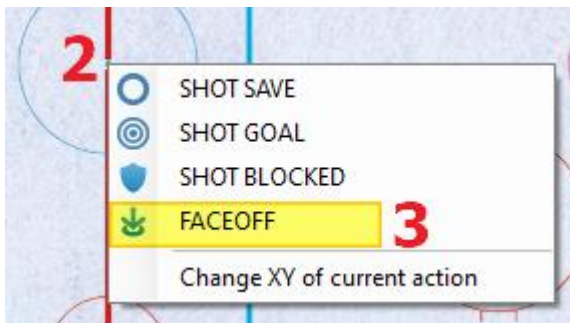 2
SHOT SAVE
SHOT GOAL
SHOT BLOCKED
FACEOFF 3
Change XY of current action